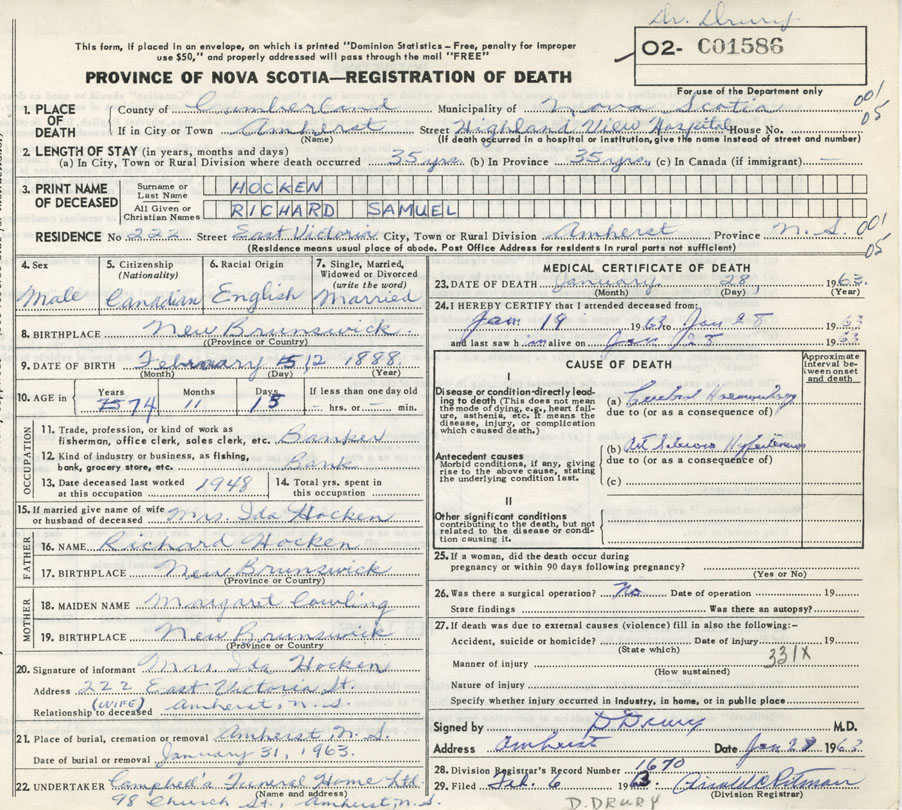 Dr. Drury
This form, if placed in an envelope, on which is printed "Dominion Statistics – Free, penalty for improper
use $50," and properly addressed will pass through the mail "FREE"
O2- C01586
PROVINCE OF NOVA SCOTIA—REGISTRATION OF DEATH
For use of the Department only
1. PLACE OF DEATH
County of Cumberland Municipality of Nova Scotia 001
05
If in City or Town Amherst Street Highland View Hospital House No.
(Name) (If death occurred in a hospital or institution, give the name instead of street and number)
2. LENGTH OF STAY (in years, months and days)
(a) In City, Town or Rural Division where death occurred 35 yrs. (b) In Province 35 yrs. (c) In Canada (if immigrant) —
3. PRINT NAME OF DECEASED
Surname or Last Name HOCKEN
All Given or Christian Names RICHARD SAMUEL
RESIDENCE No 222 Street East Victoria City, Town or Rural Division Amherst Province N. S. 001
05
(Residence means usual place of abode. Post Office Address for residents in rural parts not sufficient)
4. Sex
Male
5. Citizenship
(Nationality)
Canadian
6. Racial Origin
English
7. Single, Married,
Widowed or Divorced
(write the word)
Married
8. BIRTHPLACE New Brunswick
(Province or Country)
9. DATE OF BIRTH February 12 1888
(Month) (Day) (Year)
10. AGE in
Years Months Days If less than one day old
74 11 15 – hrs. or – min.
OCCUPATION
11. Trade, profession, or kind of work as
fisherman, office clerk, sales clerk, etc. Banker
12. Kind of industry or business, as fishing,
bank, grocery store, etc. Bank
13. Date deceased last worked
at this occupation 1948
14. Total yrs. spent in
this occupation
15. If married give name of wife
or husband of deceased Mrs. Ida Hocken
FATHER
16. NAME Richard Hocken
17. BIRTHPLACE New Brunswick
(Province or Country)
MOTHER
18. MAIDEN NAME Margaret Cowling
19. BIRTHPLACE New Brunswick
(Province or Country)
20. Signature of informant Mrs. Ida Hocken
Address 222 East Victoria St.
(WIFE) Amherst, N. S.
Relationship to deceased
21. Place of burial, cremation or removal Amherst N. S.
Date of burial or removal January 31, 1963.
22. UNDERTAKER Campbell's Funeral Home Ltd.
(Name and address)
98 Church St., Amherst N. S.
MEDICAL CERTIFICATE OF DEATH
23. DATE OF DEATH January 28, 1963.
(Month) (Day) (Year)
24. I HEREBY CERTIFY that I attended deceased from:
Jan 19 1963 to Jan 28 1963
and last saw him alive on Jan 28 1963
CAUSE OF DEATH
Approximate interval between onset and death
I
Disease or condition directly leading to death (This does not mean
the mode of dying, e.g., heart failure, asthenia, etc. It means the
disease, injury, or complication
which caused death.)
(a) Cerebral Haemorrhage
due to (or as a consequence of)
Antecedent causes
Morbid conditions, if any, giving
rise to the above cause, stating
the underlying condition last.
(b)
due to (or as a consequence of)
(c)
II
Other significant conditions
contributing to the death, but not
related to the disease or condition causing it.
25. If a woman, did the death occur during
pregnancy or within 90 days following pregnancy?
(Yes or No)
26. Was there a surgical operation? No Date of operation 19
State findings Was there an autopsy?
27. If death was due to external causes (violence) fill in also the following:–
Accident, suicide or homicide? Date of injury 19
(State which)
331X
Manner of injury
(How sustained)
Nature of injury
Specify whether injury occurred in industry, in home, or in public place
Signed by D Drury M.D.
Address Amherst Date Jan 29 1963
28. Division Registrar's Record Number 1670
29. Filed Feb. 6 1963
(Division Registrar)
D. DRURY